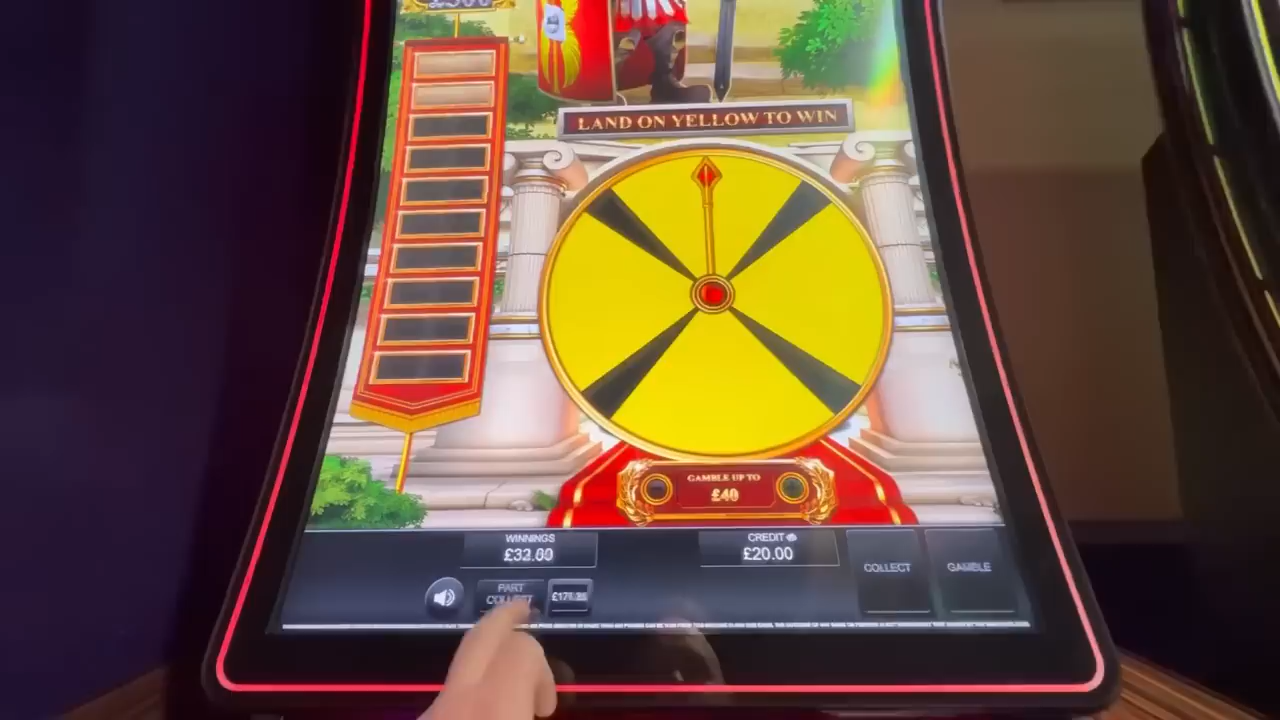 £500
LAND ON YELLOW TO WIN
GAMBLE UP TO
£40
WINNINGS
£32.00
CREDIT
£20.00
COLLECT
GAMBLE
PART
COLLECT